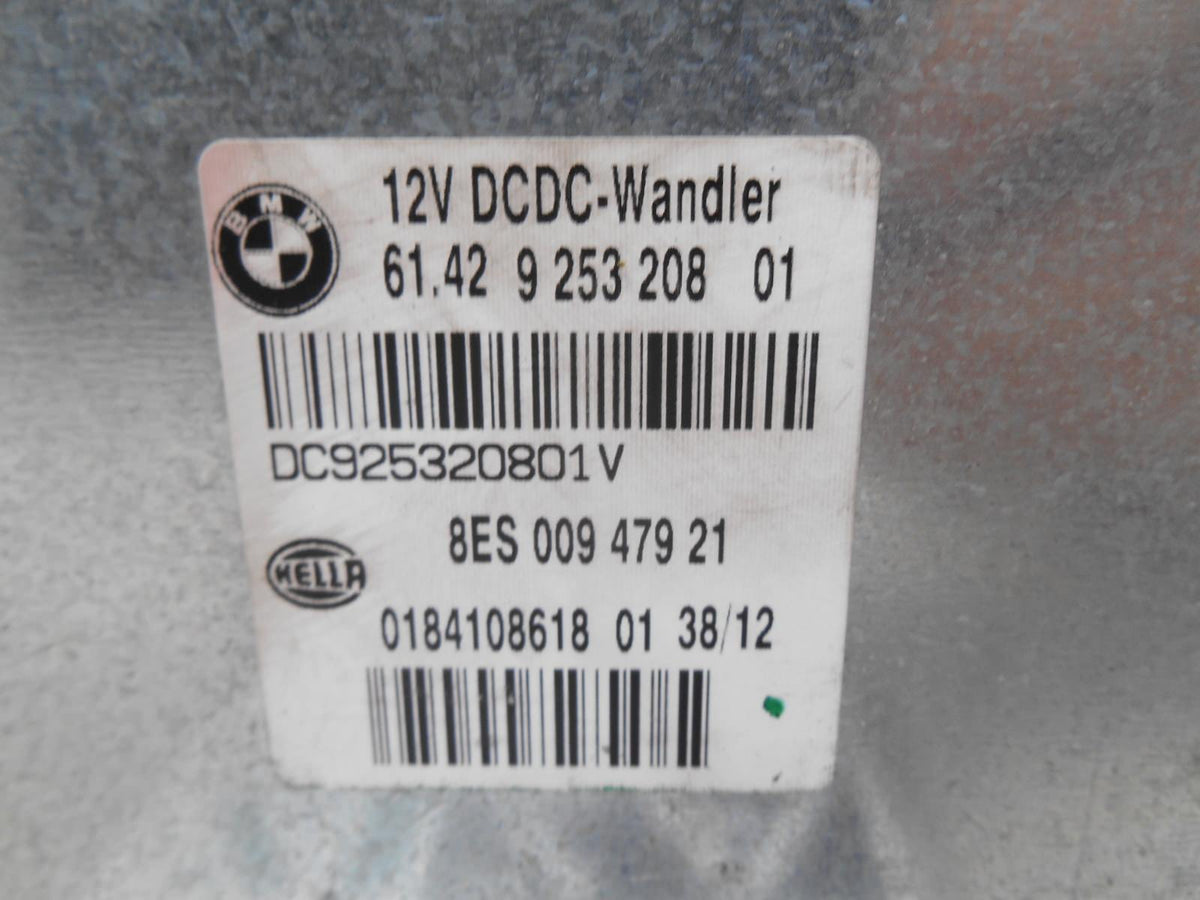 BMW
12V DCDC-Wandler
61.42 9 253 208 01
DC925320801V
8ES 009 479 21
HELLA
0184108618 01 38/12